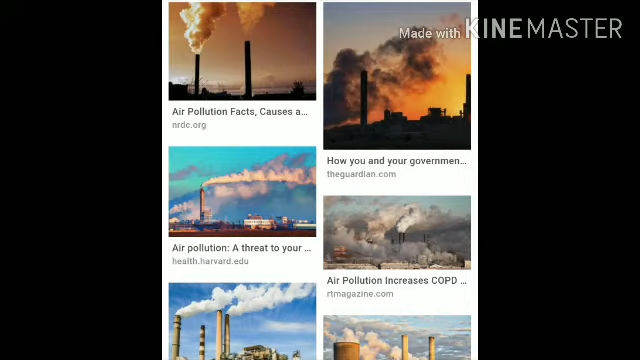 Made with KINEMASTER
Air Pollution Facts, Causes a...
nrdc.org
How you and your governmen...
theguardian.com
Air pollution: A threat to your ...
health.harvard.edu
Air Pollution Increases COPD ...
rtmagazine.com